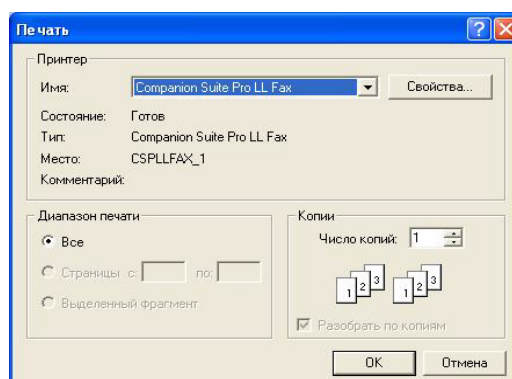 Печать
Принтер
Имя: Companion Suite Pro LL Fax Свойства...
Состояние: Готов
Тип: Companion Suite Pro LL Fax
Место: CSPLLFAX_1
Комментарий:
Диапазон печати
Все
Страницы с: по:
Выделенный фрагмент
Копии
Число копий: 1
1 2 3 1 2 3
Разобрать по копиям
OK Отмена